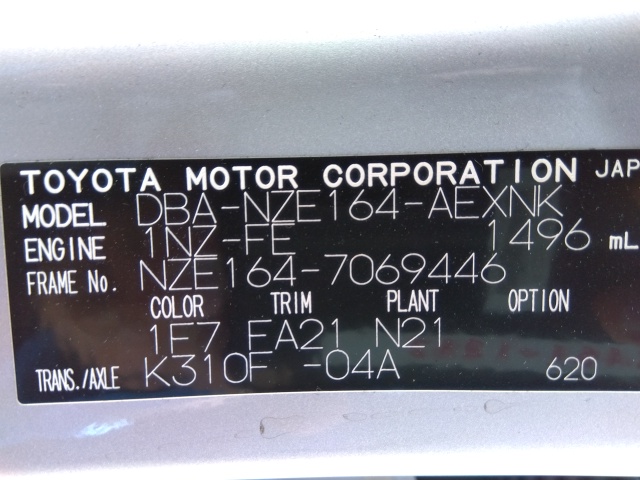 TOYOTA MOTOR CORPORATION JAP
MODEL DBA-NZE164-AEXNK
ENGINE 1NZ-FE 1496 mL
FRAME No. NZE164-7069446
COLOR TRIM PLANT OPTION
1E7 FA21 N21
TRANS./AXLE K310F -04A 620